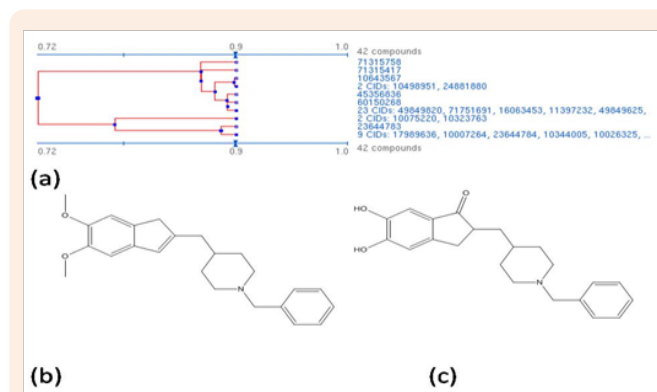 0.72 0.9 1.0 42 compounds
71315758
71315417
10643567
2 CIDs: 10498951, 24881880
45356836
60150268
23 CIDs: 49849820, 71751691, 16063453, 11397232, 49849625,
2 CIDs: 10075220, 10323763
23644783
9 CIDs: 17989636, 10007264, 23644784, 10344005, 10026325, ...
0.72 0.9 1.0 42 compounds
(a)
O
O
N
(b)
O
HO
HO
N
(c)